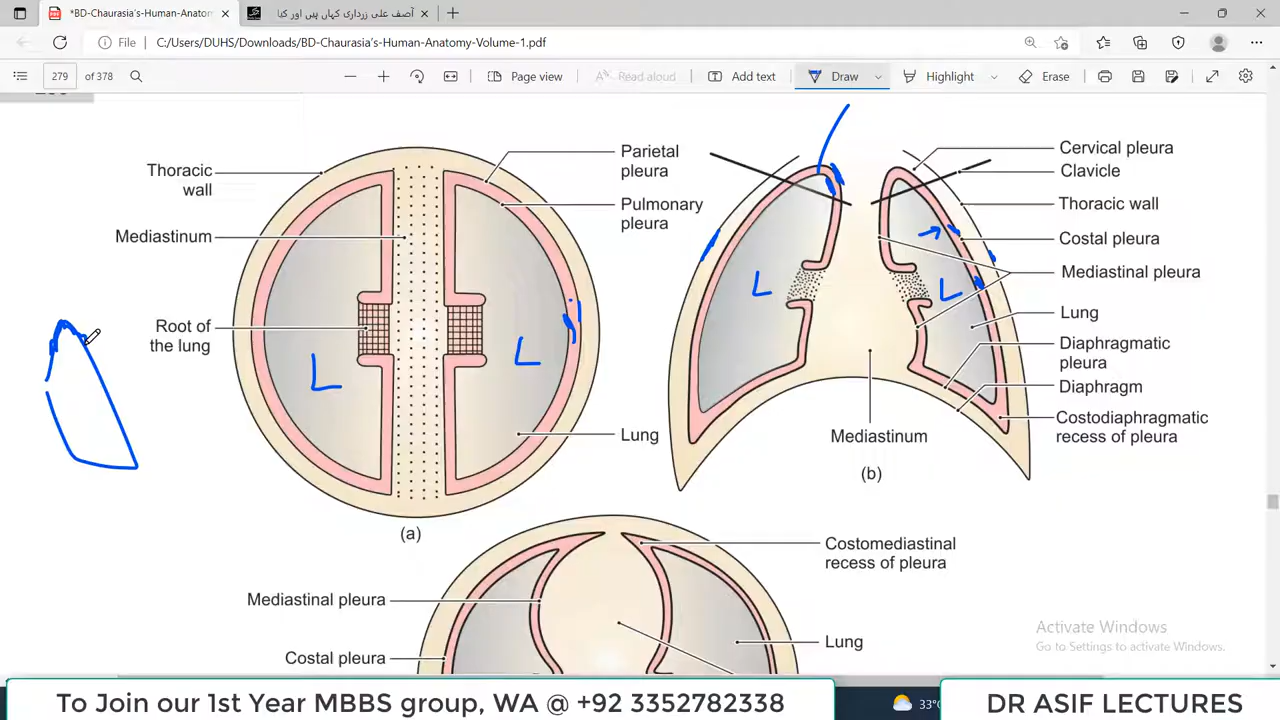 *BD-Chaurasia's-Human-Anatom
آصف علی زرداری کہاں ہیں اور کیا
File
C:/Users/DUHS/Downloads/BD-Chaurasia's-Human-Anatomy-Volume-1.pdf
279 of 378
Page view
Read aloud
Add text
Draw
Highlight
Erase
Thoracic
wall
Mediastinum
Root of
the lung
Parietal
pleura
Pulmonary
pleura
Lung
L
L
(a)
Cervical pleura
Clavicle
Thoracic wall
Costal pleura
Mediastinal pleura
Lung
Diaphragmatic
pleura
Diaphragm
Costodiaphragmatic
recess of pleura
L
L
Mediastinum
(b)
Costomediastinal
recess of pleura
Mediastinal pleura
Costal pleura
Lung
Activate Windows
Go to Settings to activate Windows.
To Join our 1st Year MBBS group, WA @ +92 3352782338
33°
DR ASIF LECTURES